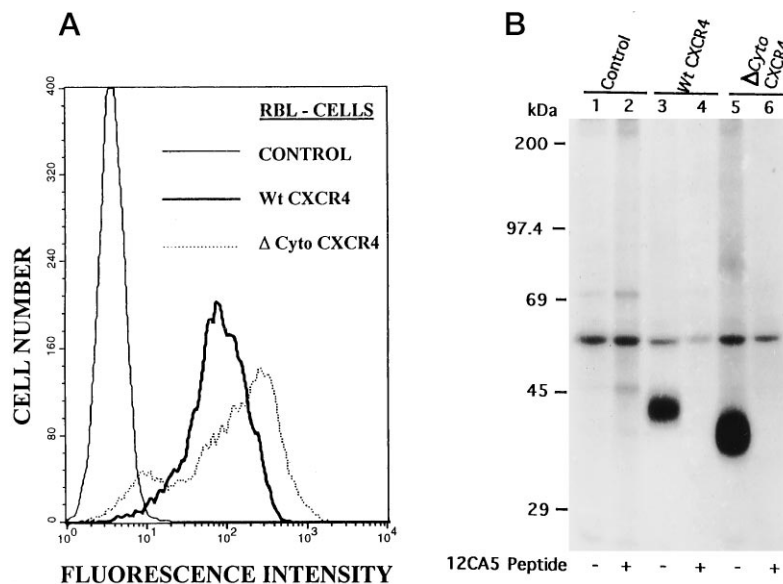 A
400
320
240
160
80
0
CELL NUMBER
RBL - CELLS
CONTROL
Wt CXCR4
Δ Cyto CXCR4
10^0 10^1 10^2 10^3 10^4
FLUORESCENCE INTENSITY
B
Control
Wt CXCR4
ΔCyto CXCR4
kDa 1 2 3 4 5 6
200
97.4
69
45
29
12CA5 Peptide - + - + - +